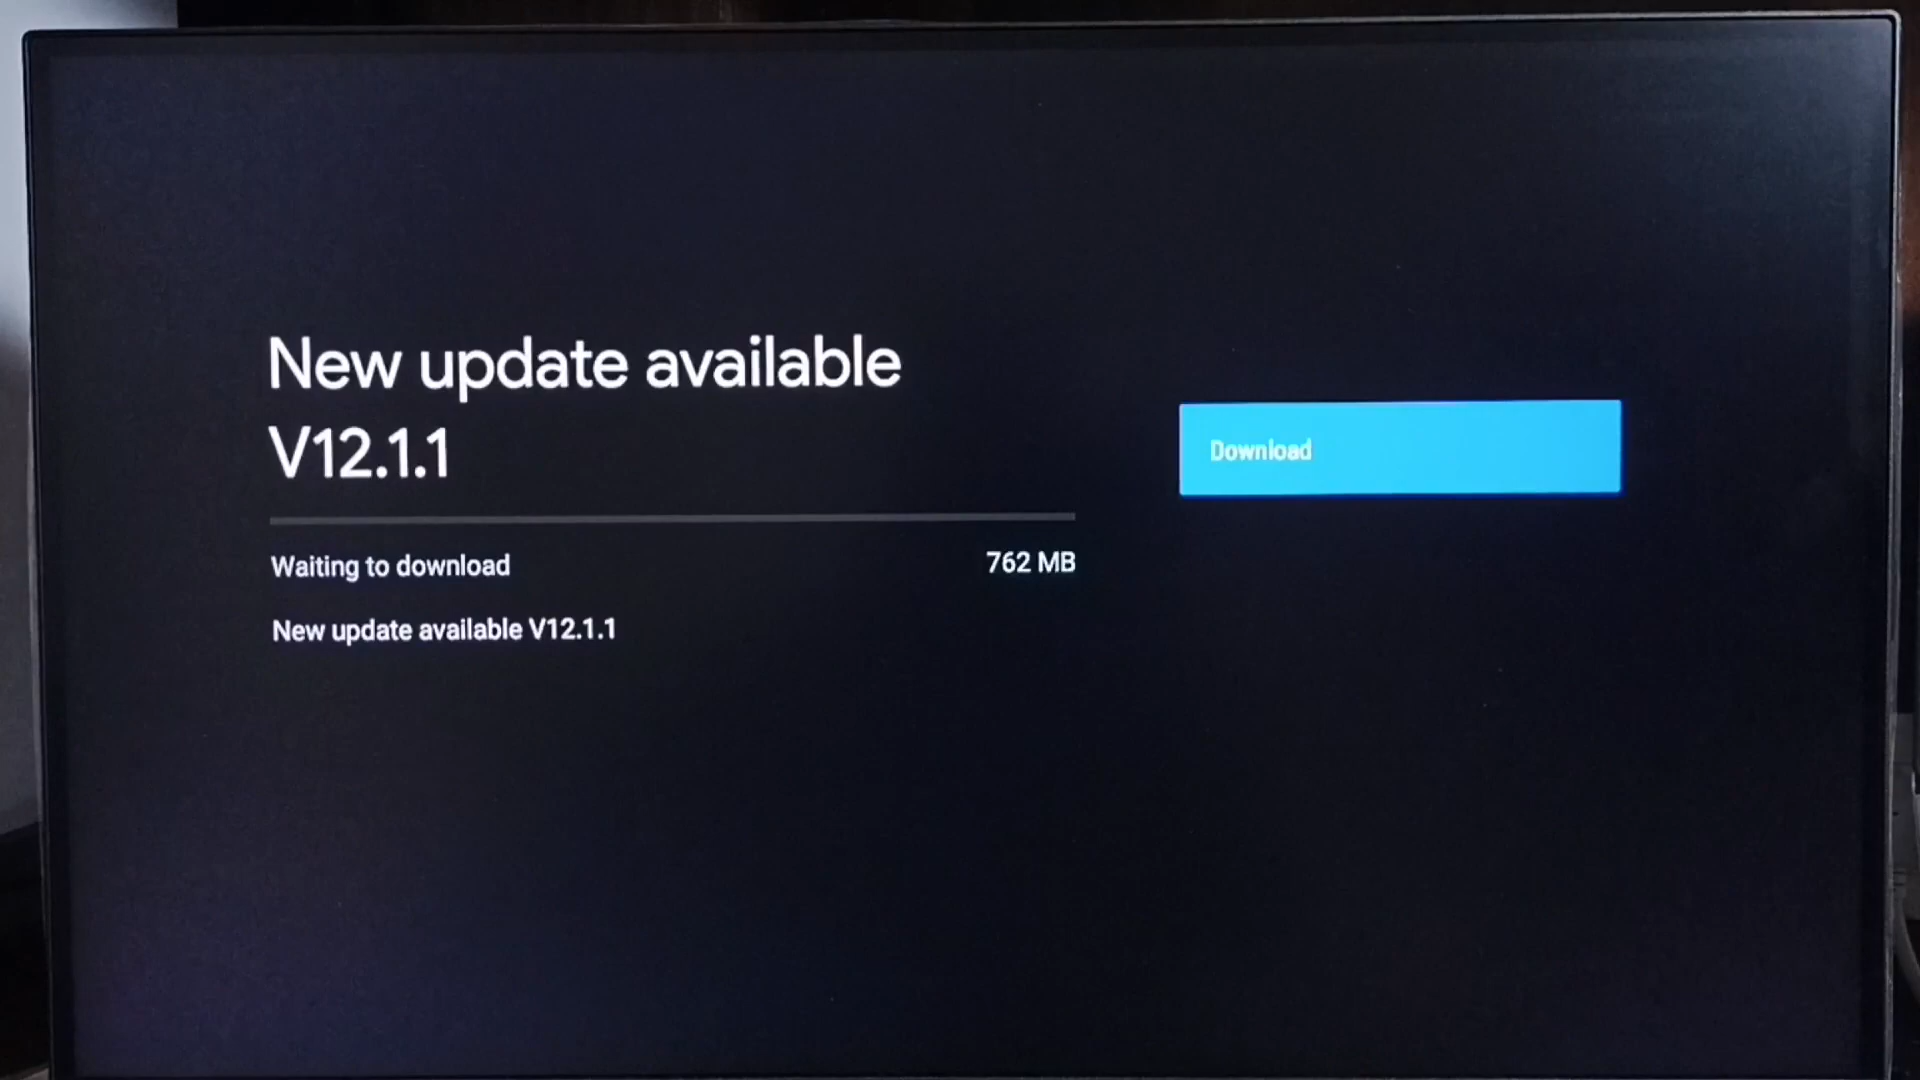 New update available
V12.1.1
Download
Waiting to download 762 MB
New update available V12.1.1